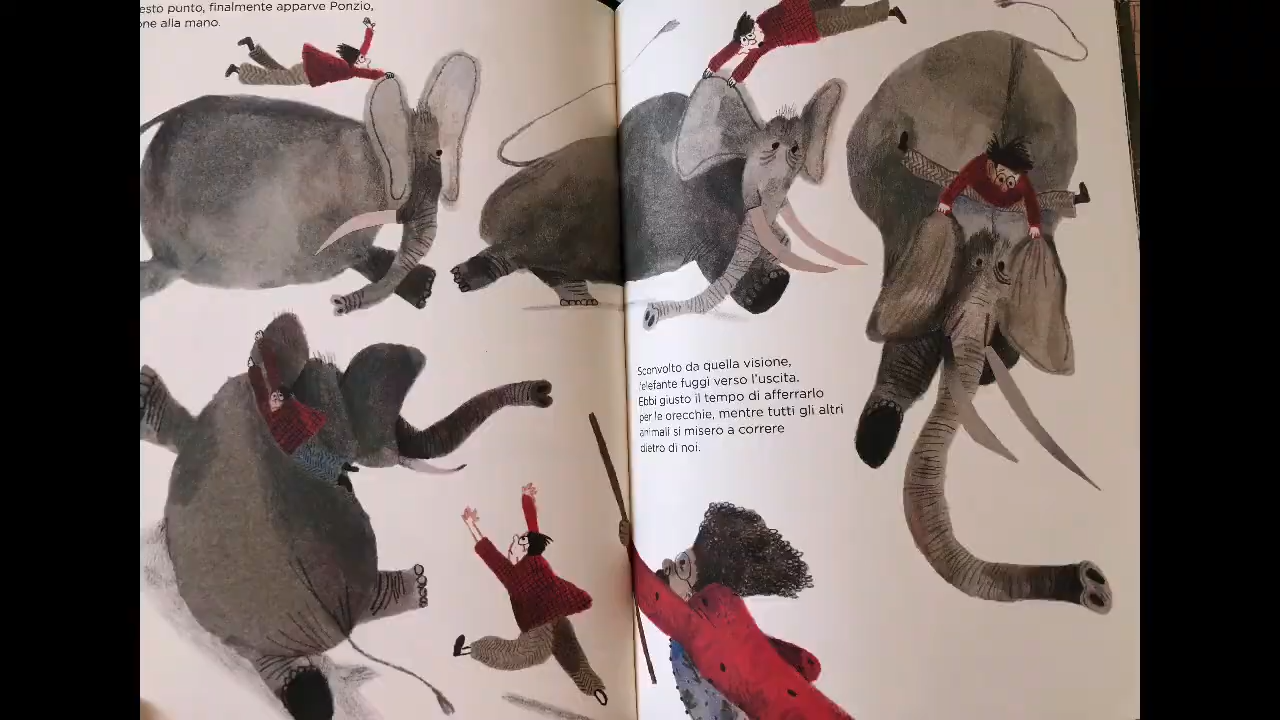 esto punto, finalmente apparve Ponzio,
one alla mano.
Sconvolto da quella visione,
l'elefante fuggì verso l'uscita.
Ebbi giusto il tempo di afferrarlo
per le orecchie, mentre tutti gli altri
animali si misero a correre
dietro di noi.